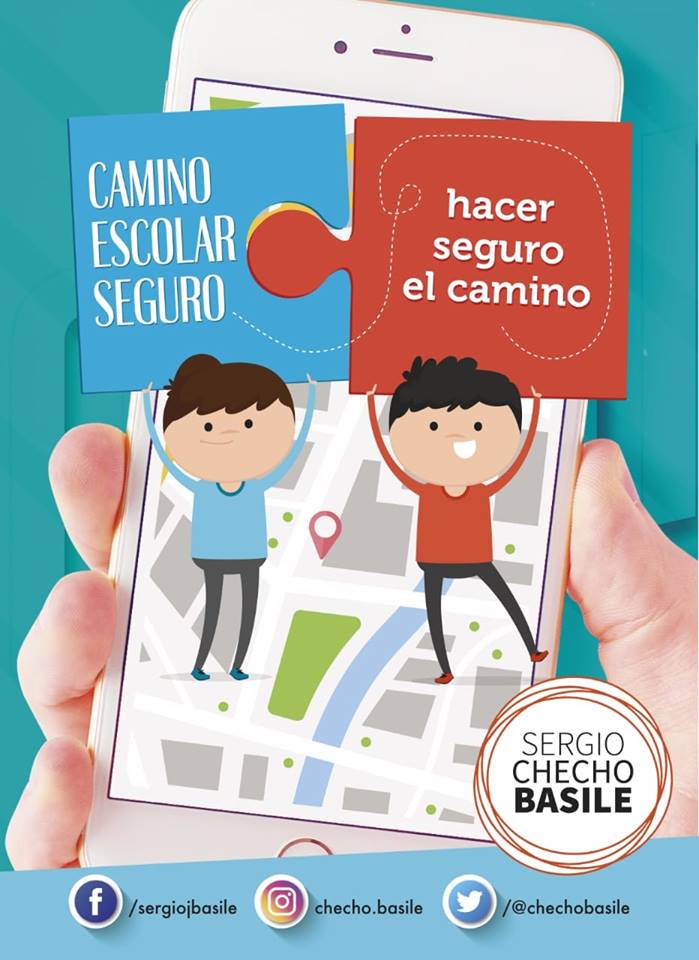 CAMINO
ESCOLAR
SEGURO
hacer
seguro
el camino
SERGIO
CHECHO
BASILE
/sergiojbasile
checho.basile
/@chechobasile